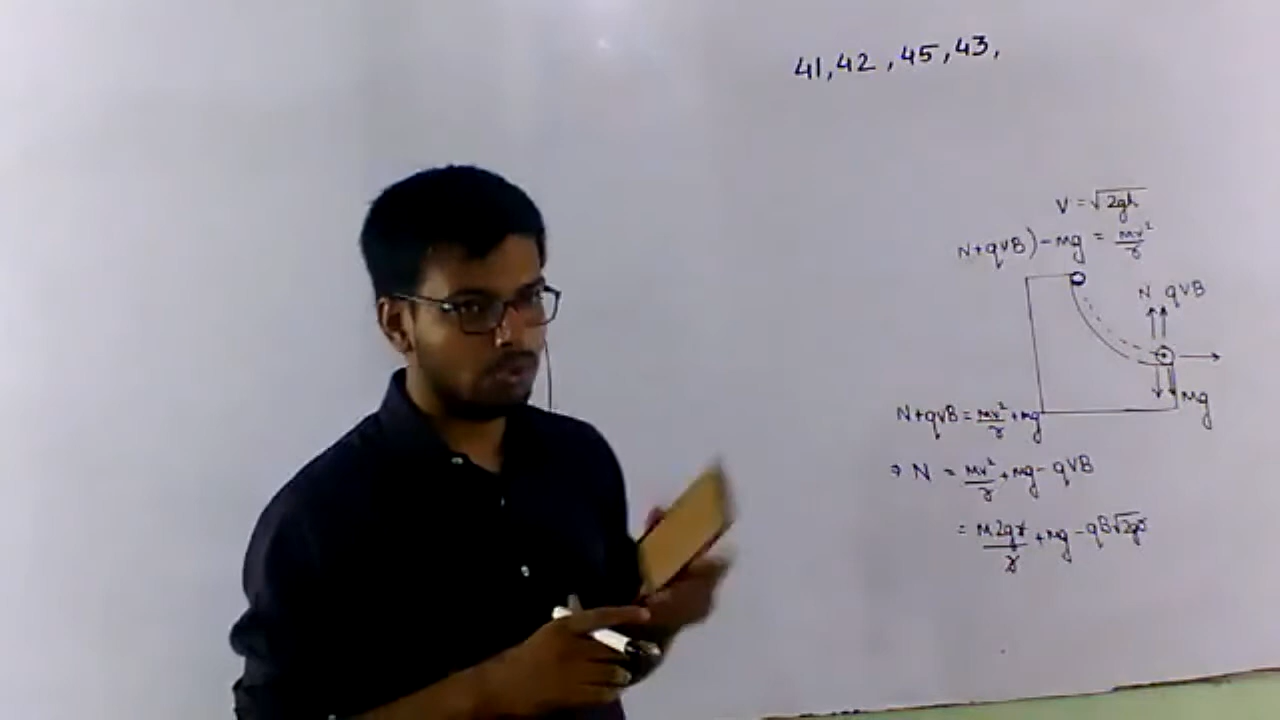 41, 42, 45, 43,
V = √2gh
N+qVB) - mg = mv²/r
N qVB
mg
N+qVB = mv²/r + mg
⇒ N = mv²/r + mg - qVB
= m2gr/r + mg - qB√2gr